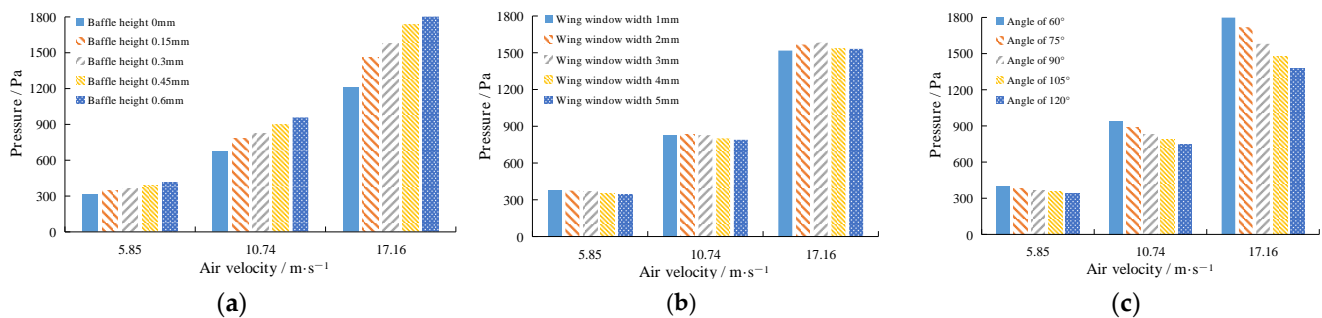 1800
1500
1200
900
600
300
0
Pressure / Pa
Baffle height 0mm
Baffle height 0.15mm
Baffle height 0.3mm
Baffle height 0.45mm
Baffle height 0.6mm
5.85 10.74 17.16
Air velocity / m·s⁻¹
(a)
1800
1500
1200
900
600
300
0
Pressure / Pa
Wing window width 1mm
Wing window width 2mm
Wing window width 3mm
Wing window width 4mm
Wing window width 5mm
5.85 10.74 17.16
Air velocity / m·s⁻¹
(b)
1800
1500
1200
900
600
300
0
Pressure / Pa
Angle of 60°
Angle of 75°
Angle of 90°
Angle of 105°
Angle of 120°
5.85 10.74 17.16
Air velocity / m·s⁻¹
(c)